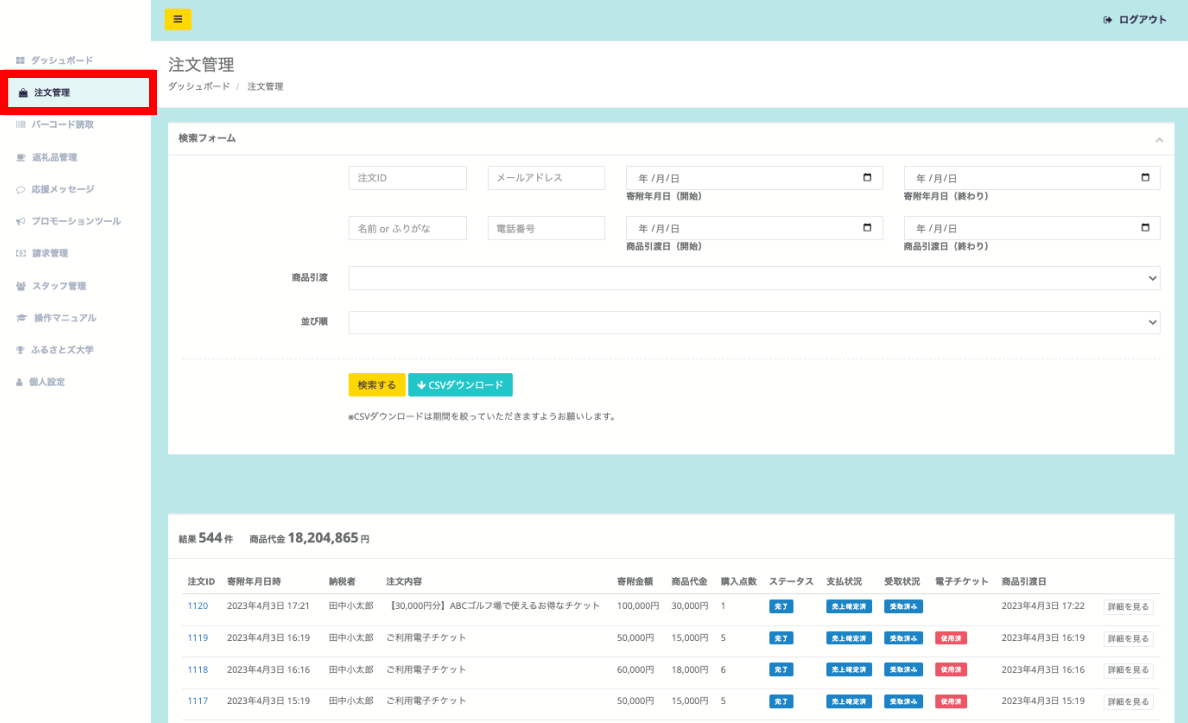 ログアウト
ダッシュボード
注文管理
バーコード読取
返礼品管理
応援メッセージ
プロモーションツール
請求管理
スタッフ管理
操作マニュアル
ふるさとズ大学
個人設定
注文管理
ダッシュボード / 注文管理
検索フォーム
注文ID メールアドレス 年 /月/日 年 /月/日
寄附年月日（開始） 寄附年月日（終わり）
名前 or ふりがな 電話番号 年 /月/日 年 /月/日
商品引渡日（開始） 商品引渡日（終わり）
商品引渡
並び順
検索する CSVダウンロード
※CSVダウンロードは期間を絞っていただきますようお願いします。
結果 544 件 商品代金 18,204,865 円
注文ID 寄附年月日時 納税者 注文内容 寄附金額 商品代金 購入点数 ステータス 支払状況 受取状況 電子チケット 商品引渡日
1120 2023年4月3日 17:21 田中小太郎 【30,000円分】ABCゴルフ場で使えるお得なチケット 100,000円 30,000円 1 完了 売上確定済 受取済み 2023年4月3日 17:22 詳細を見る
1119 2023年4月3日 16:19 田中小太郎 ご利用電子チケット 50,000円 15,000円 5 完了 売上確定済 受取済み 使用済 2023年4月3日 16:19 詳細を見る
1118 2023年4月3日 16:16 田中小太郎 ご利用電子チケット 60,000円 18,000円 6 完了 売上確定済 受取済み 使用済 2023年4月3日 16:16 詳細を見る
1117 2023年4月3日 15:19 田中小太郎 ご利用電子チケット 50,000円 15,000円 5 完了 売上確定済 受取済み 使用済 2023年4月3日 15:19 詳細を見る